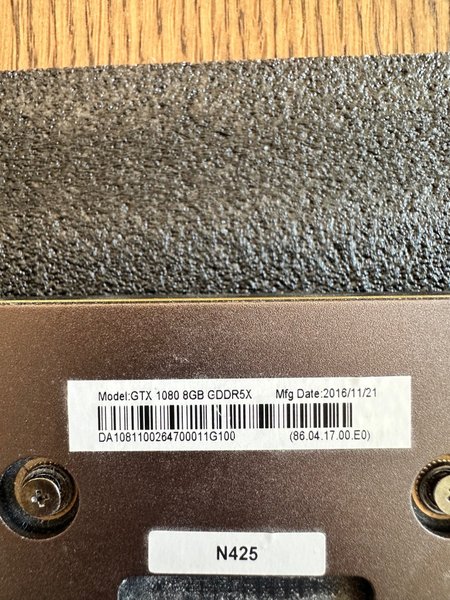 Model:GTX 1080 8GB GDDR5X Mfg Date:2016/11/21
DA1081100264700011G100 (86.04.17.00.E0)
N425